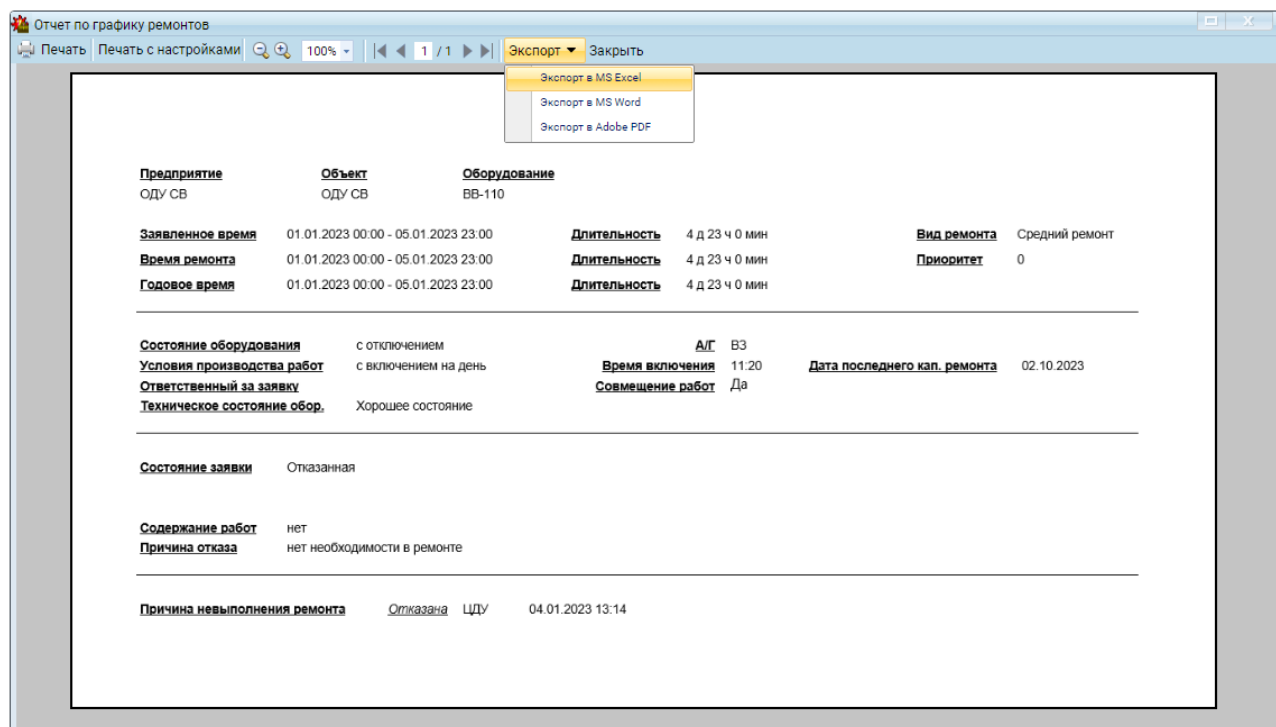 Отчет по графику ремонтов
Печать Печать с настройками 100% 1 / 1 Экспорт Закрыть
Экспорт в MS Excel
Экспорт в MS Word
Экспорт в Adobe PDF
Предприятие Объект Оборудование
ОДУ СВ ОДУ СВ ВВ-110
Заявленное время 01.01.2023 00:00 - 05.01.2023 23:00 Длительность 4 д 23 ч 0 мин Вид ремонта Средний ремонт
Время ремонта 01.01.2023 00:00 - 05.01.2023 23:00 Длительность 4 д 23 ч 0 мин Приоритет 0
Годовое время 01.01.2023 00:00 - 05.01.2023 23:00 Длительность 4 д 23 ч 0 мин
Состояние оборудования с отключением А/Г ВЗ
Условия производства работ с включением на день Время включения 11:20 Дата последнего кап. ремонта 02.10.2023
Ответственный за заявку Совмещение работ Да
Техническое состояние обор. Хорошее состояние
Состояние заявки Отказанная
Содержание работ нет
Причина отказа нет необходимости в ремонте
Причина невыполнения ремонта Отказана ЦДУ 04.01.2023 13:14